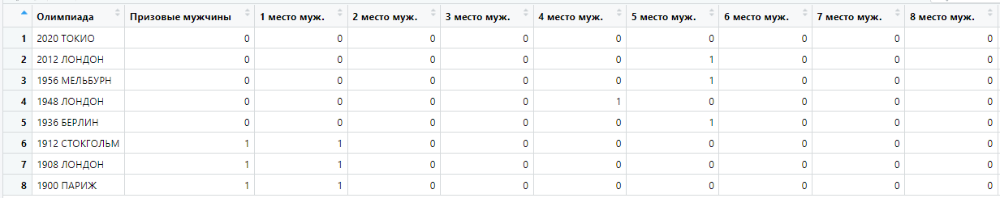 Олимпиада Призовые мужчины 1 место муж. 2 место муж. 3 место муж. 4 место муж. 5 место муж. 6 место муж. 7 место муж. 8 место муж.
1 2020 ТОКИО 0 0 0 0 0 0 0 0 0
2 2012 ЛОНДОН 0 0 0 0 0 1 0 0 0
3 1956 МЕЛЬБУРН 0 0 0 0 0 1 0 0 0
4 1948 ЛОНДОН 0 0 0 0 1 0 0 0 0
5 1936 БЕРЛИН 0 0 0 0 0 1 0 0 0
6 1912 СТОКГОЛЬМ 1 1 0 0 0 0 0 0 0
7 1908 ЛОНДОН 1 1 0 0 0 0 0 0 0
8 1900 ПАРИЖ 1 1 0 0 0 0 0 0 0